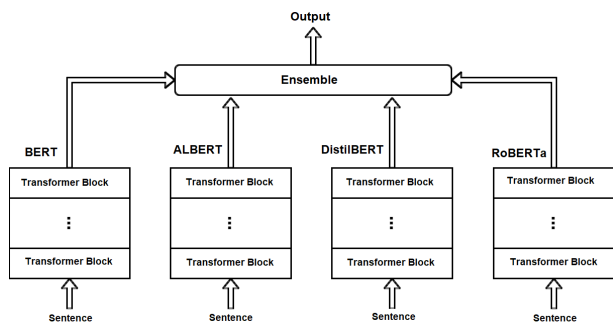 Output
Ensemble
BERT
ALBERT
DistilBERT
RoBERTa
Transformer Block
Transformer Block
Transformer Block
Transformer Block
Transformer Block
Transformer Block
Transformer Block
Transformer Block
Sentence
Sentence
Sentence
Sentence